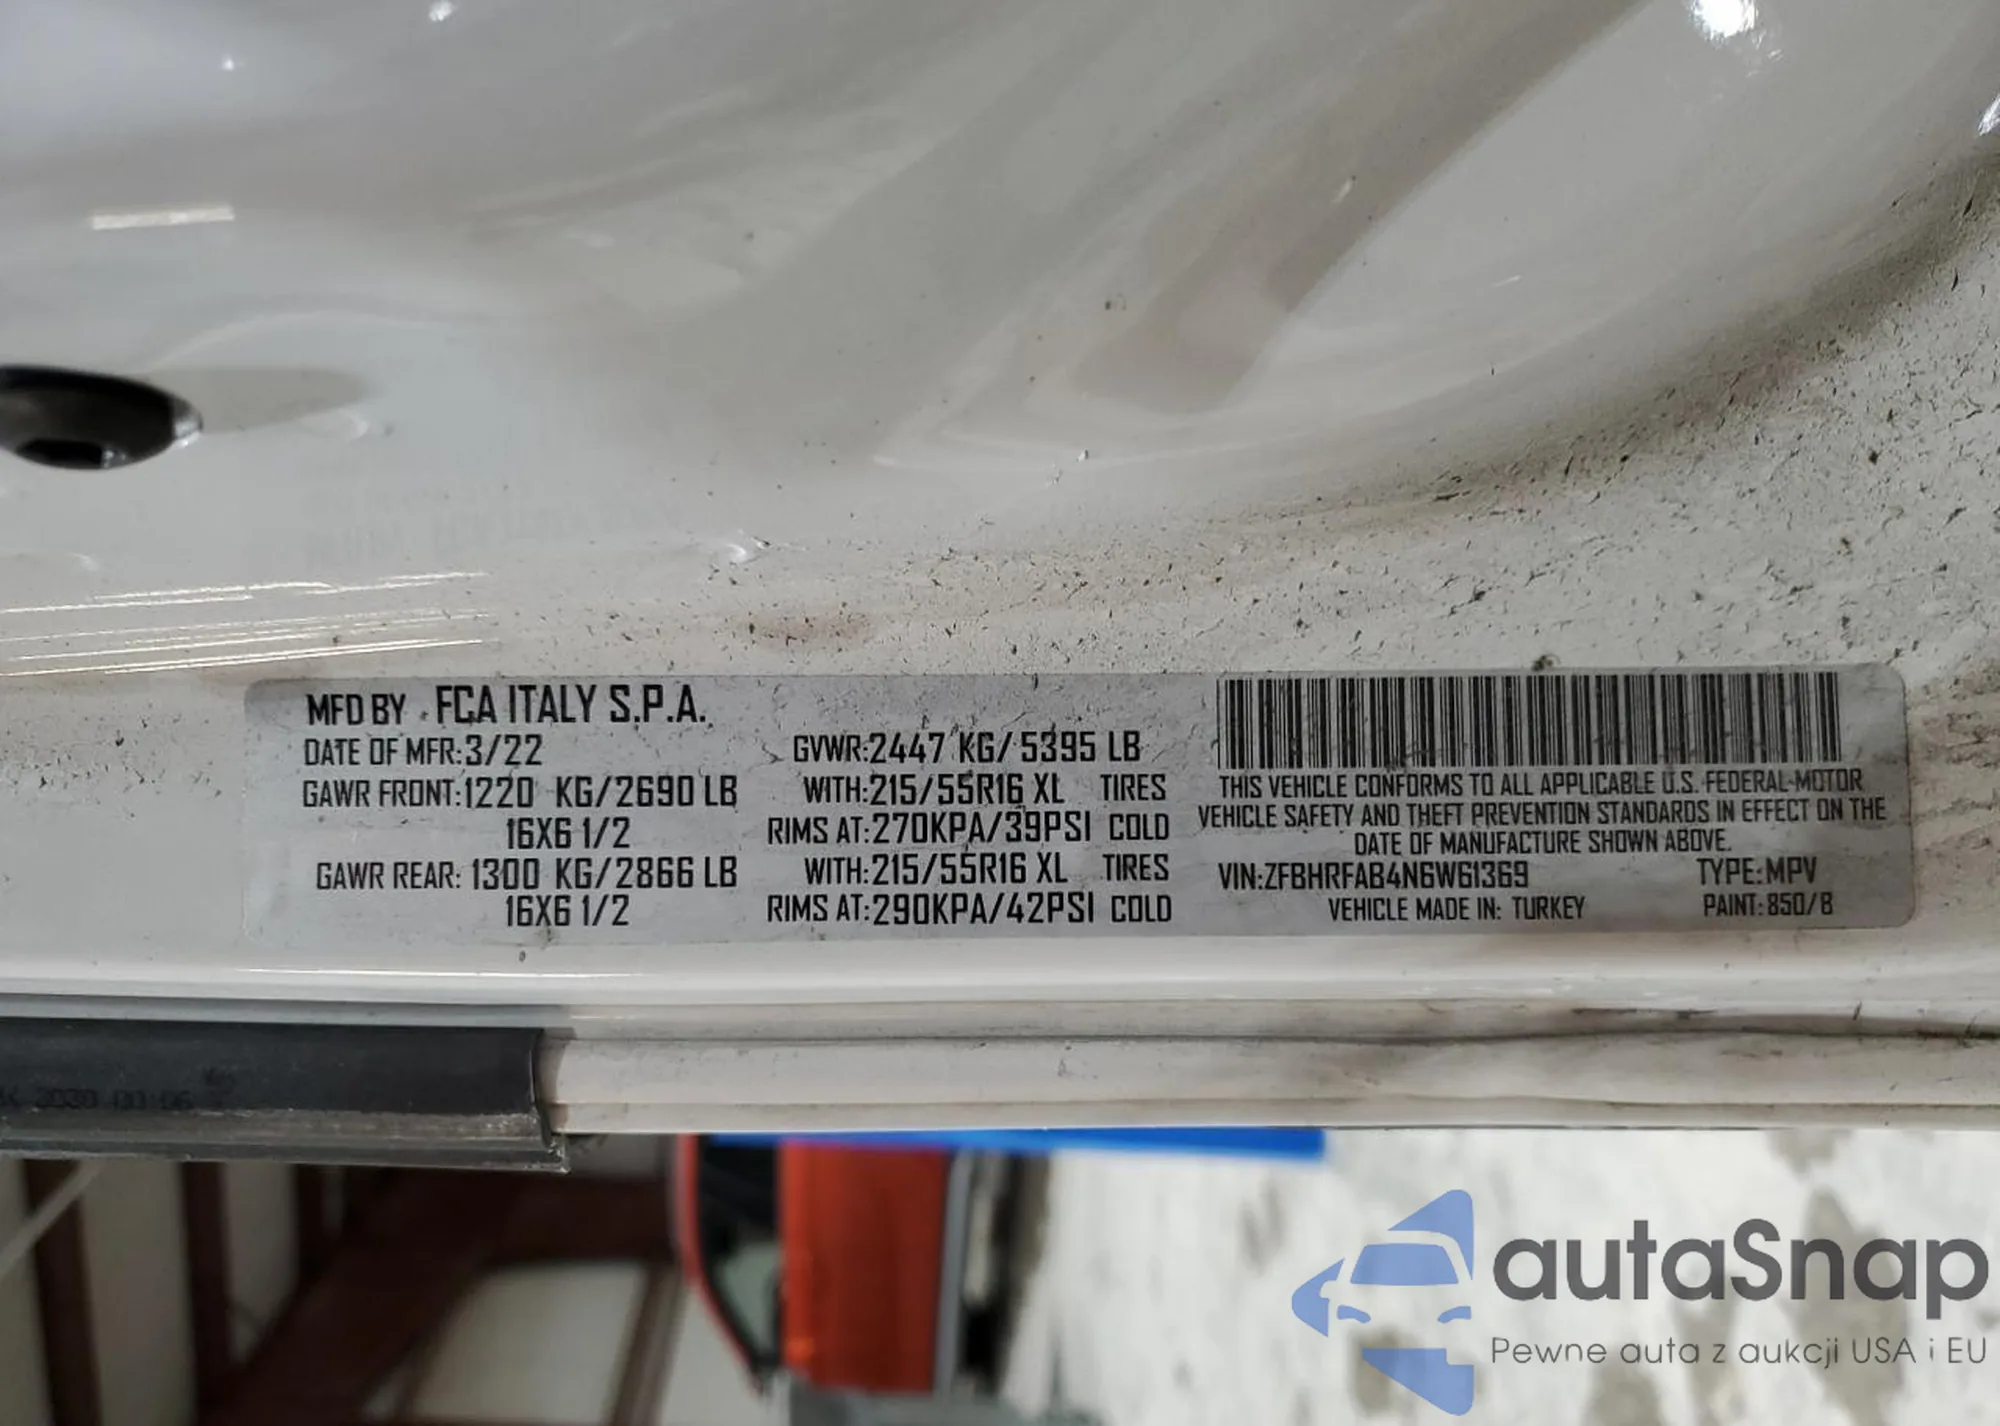 MFD BY FCA ITALY S.P.A.
DATE OF MFR:3/22
GAWR FRONT:1220 KG/2690 LB
16X6 1/2
GAWR REAR: 1300 KG/2866 LB
16X6 1/2
GVWR:2447 KG/5395 LB
WITH:215/55R16 XL TIRES
RIMS AT:270KPA/39PSI COLD
WITH:215/55R16 XL TIRES
RIMS AT:290KPA/42PSI COLD
THIS VEHICLE CONFORMS TO ALL APPLICABLE U.S. FEDERAL-MOTOR
VEHICLE SAFETY AND THEFT PREVENTION STANDARDS IN EFFECT ON THE
DATE OF MANUFACTURE SHOWN ABOVE.
VIN:ZFBHRFAB4N6W61369 TYPE:MPV
VEHICLE MADE IN: TURKEY PAINT:850/B
autaSnap
Pewne auta z aukcji USA i EU